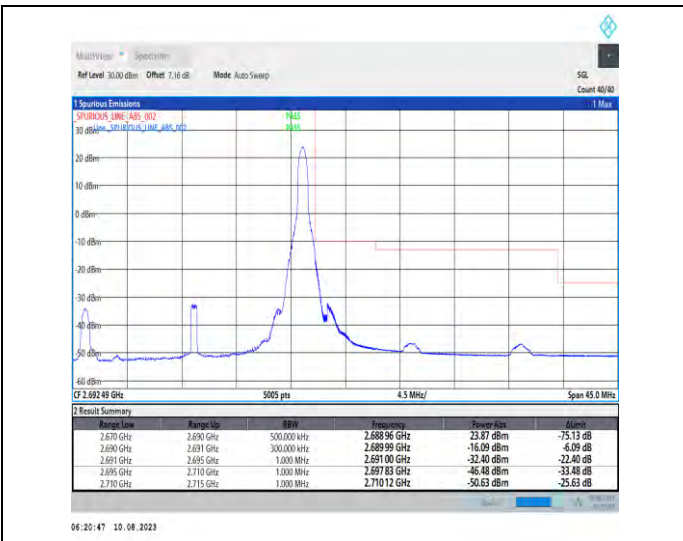 MultiView Spectrum
Ref Level 30.00 dBm Offset 7.16 dB Mode Auto Sweep SGL
Count 40/40
1 Spurious Emissions 1 Max
_SPURIOUS_LINE_ABS_002 PASS
30 dBm Line _SPURIOUS_LINE_ABS_002 PASS
20 dBm
10 dBm
0 dBm
-10 dBm
-20 dBm
-30 dBm
-40 dBm
-50 dBm
-60 dBm
CF 2.692 49 GHz 5005 pts 4.5 MHz/ Span 45.0 MHz
2 Result Summary
Range Low Range Up RBW Frequency Power Abs ΔLimit
2.670 GHz 2.690 GHz 500.000 kHz 2.688 96 GHz 23.87 dBm -75.13 dB
2.690 GHz 2.691 GHz 300.000 kHz 2.689 99 GHz -16.09 dBm -6.09 dB
2.691 GHz 2.695 GHz 1.000 MHz 2.691 00 GHz -32.40 dBm -22.40 dB
2.695 GHz 2.710 GHz 1.000 MHz 2.697 83 GHz -46.48 dBm -33.48 dB
2.710 GHz 2.715 GHz 1.000 MHz 2.710 12 GHz -50.63 dBm -25.63 dB
06:20:47 10.08.2023